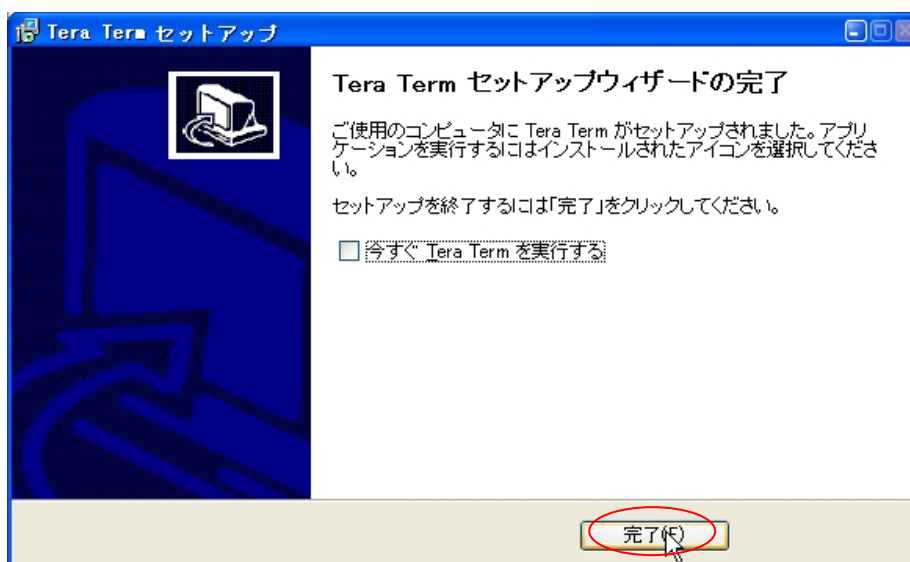 Tera Term セットアップ
Tera Term セットアップウィザードの完了
ご使用のコンピュータに Tera Term がセットアップされました。アプリ
ケーションを実行するにはインストールされたアイコンを選択してくださ
い。
セットアップを終了するには「完了」をクリックしてください。
今すぐ Tera Term を実行する
完了(F)